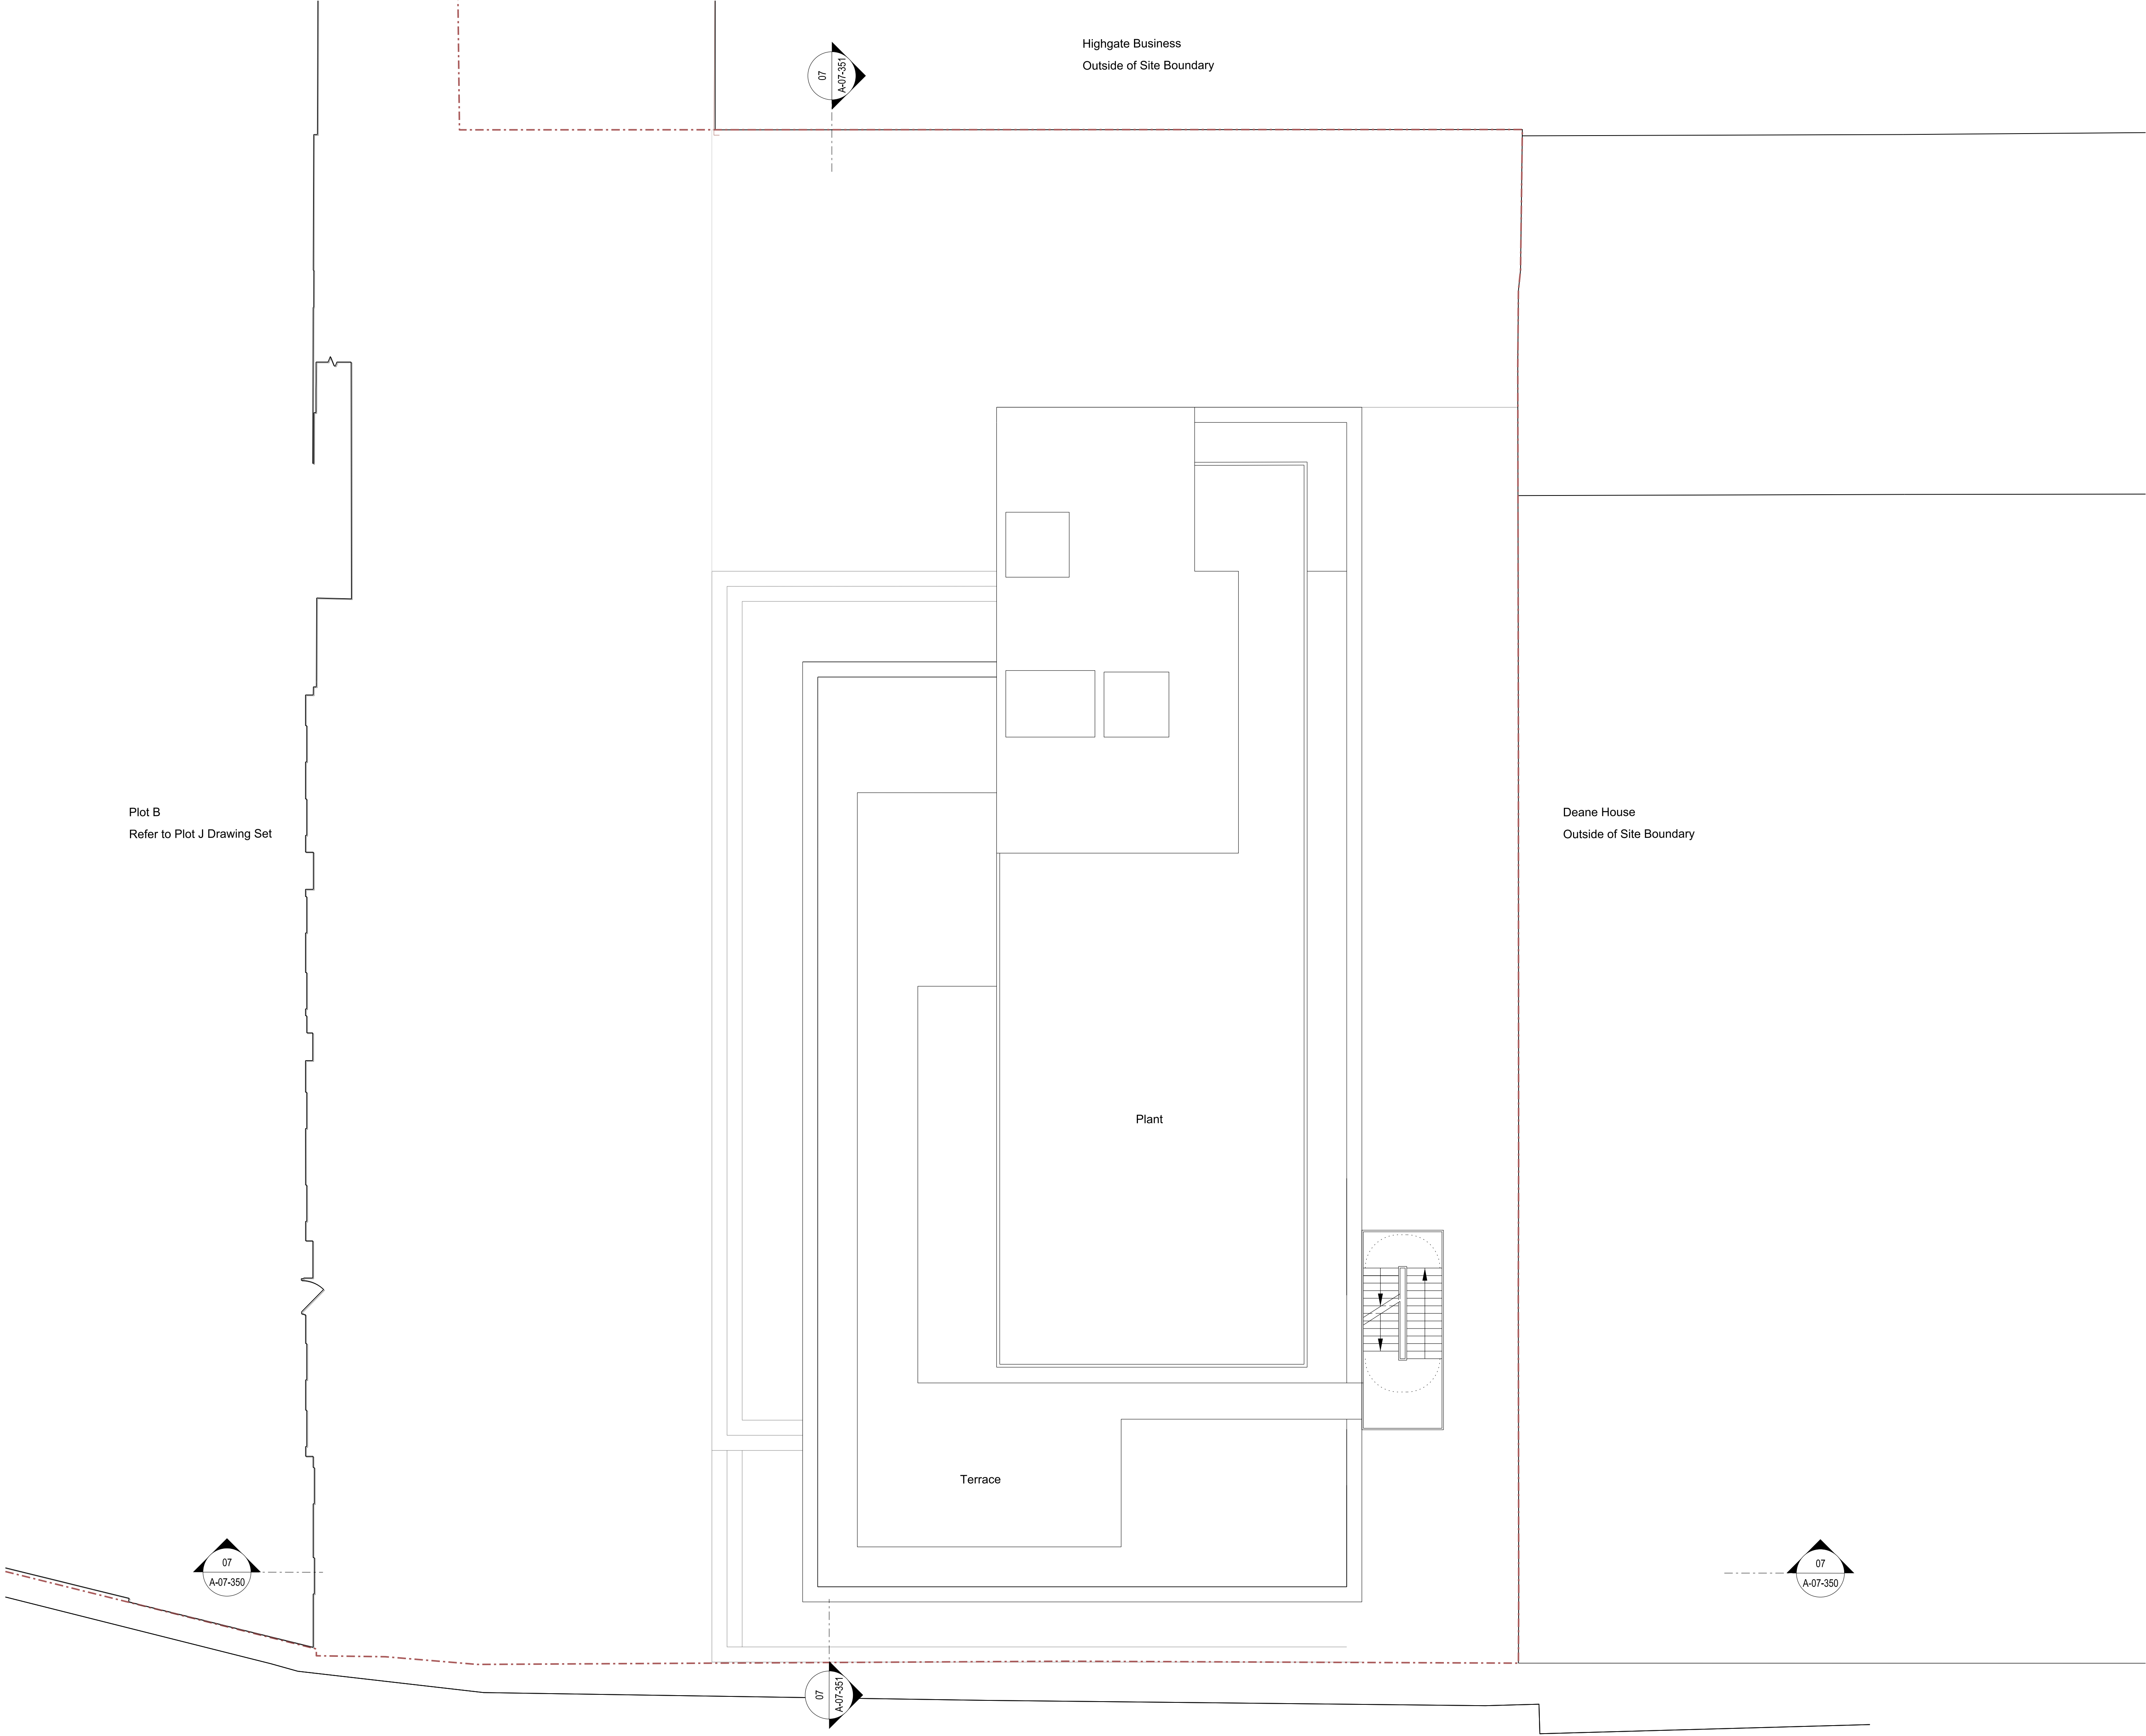 Highgate Business
Outside of Site Boundary
07
A-07-351
Plot B
Refer to Plot J Drawing Set
Deane House
Outside of Site Boundary
Plant
Terrace
07
A-07-350
07
A-07-350
07
A-07-351